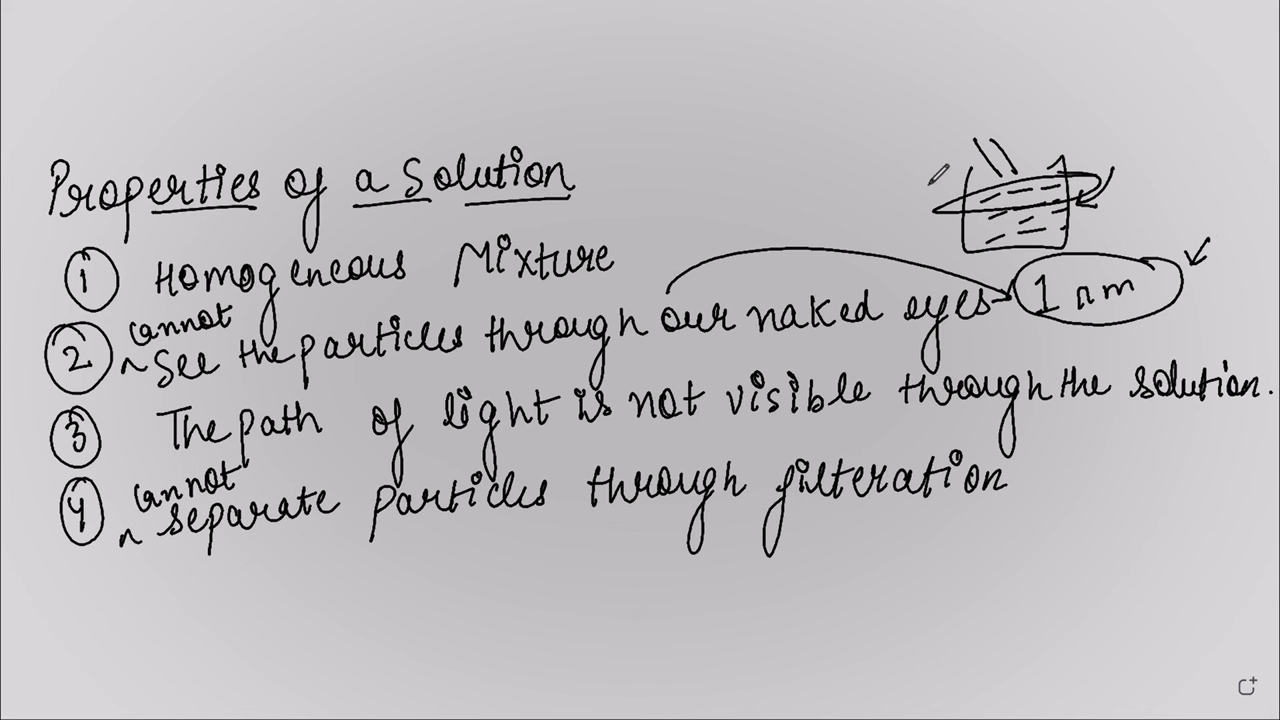 Properties of a Solution
1 Homogeneous Mixture
2 cannot See the particles through our naked eyes → 1 nm
3 The path of light is not visible through the solution.
4 cannot separate particles through filteration